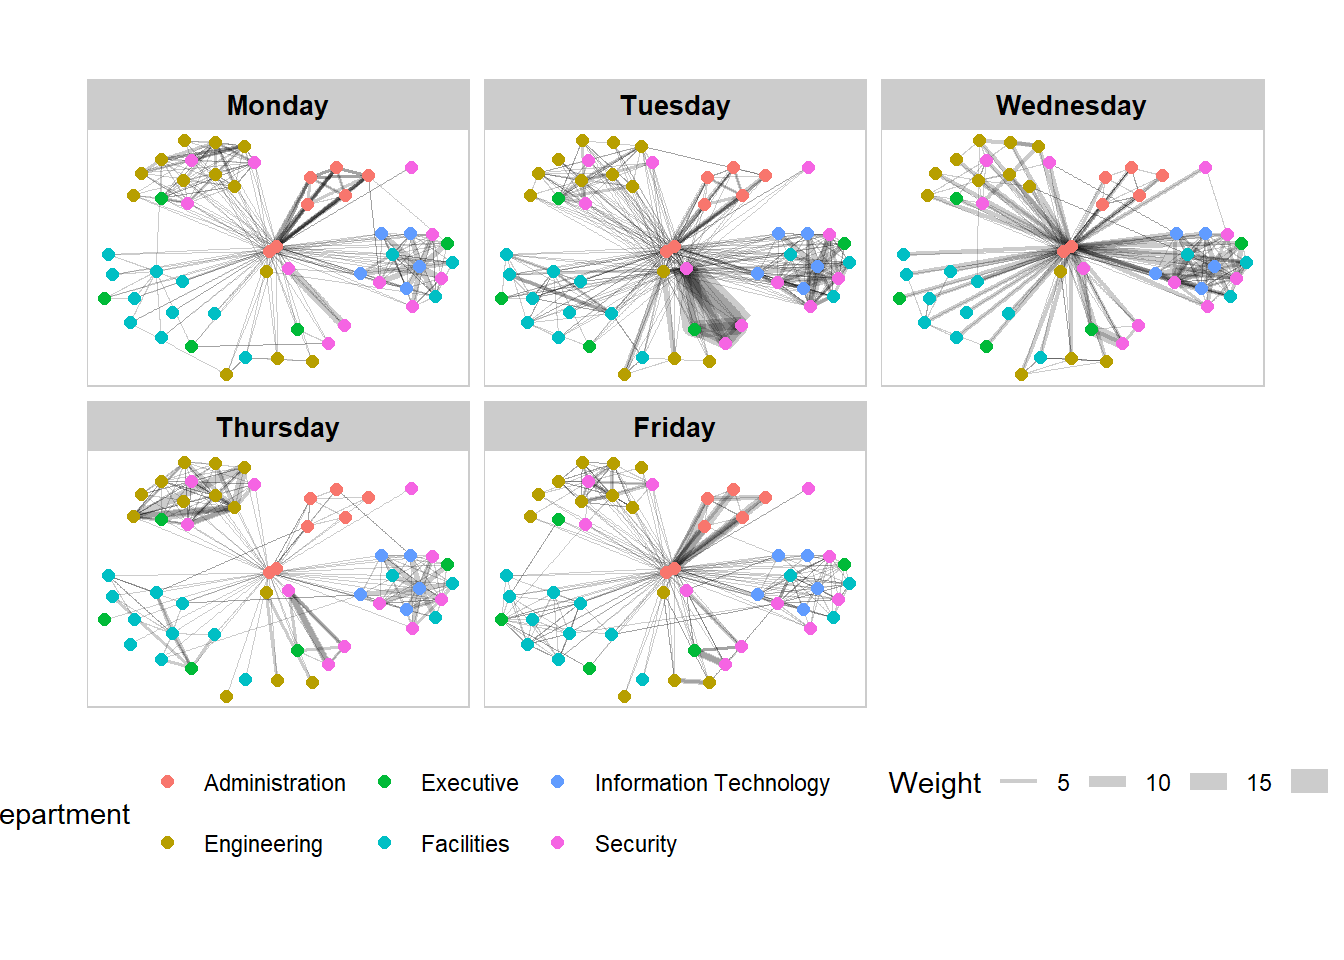 Monday Tuesday Wednesday
Thursday Friday
epartment
Administration Executive Information Technology
Engineering Facilities Security
Weight 5 10 15